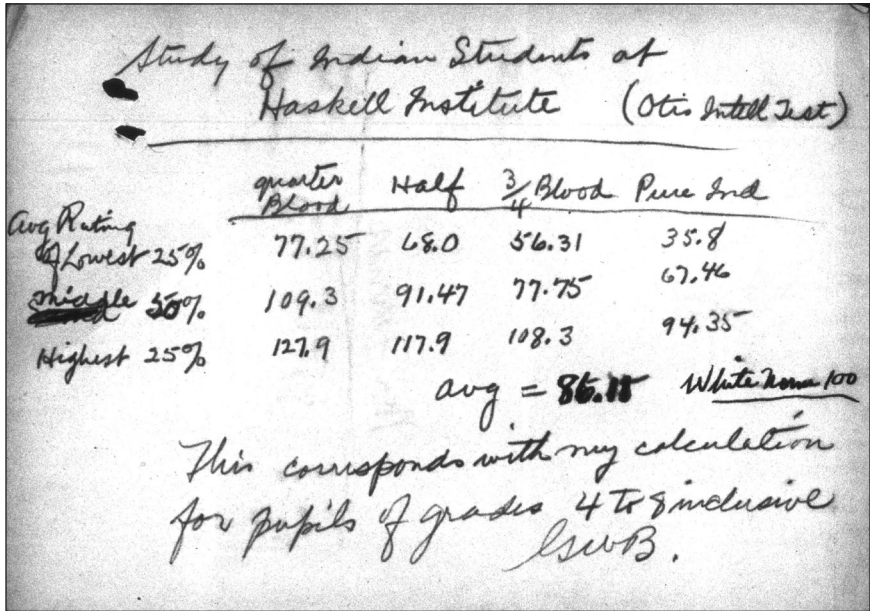 Study of Indian Students at
Haskell Institute (Otis Intell Test)
quarter Blood Half 3/4 Blood Pure Ind
Avg Rating
of Lowest 25% 77.25 68.0 56.31 35.8
middle 50% 109.3 91.47 77.75 67.46
Highest 25% 127.9 117.9 108.3 94.35
avg = 86.15 White Norm 100
This corresponds with my calculation
for pupils of grades 4 to 8 inclusive